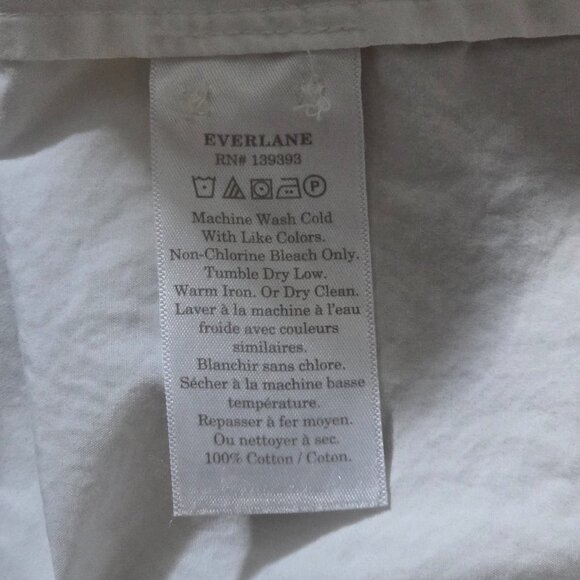 EVERLANE
RN# 139393
P
Machine Wash Cold
With Like Colors.
Non-Chlorine Bleach Only.
Tumble Dry Low.
Warm Iron. Or Dry Clean.
Laver à la machine à l'eau
froide avec couleurs
similaires.
Blanchir sans chlore.
Sécher à la machine basse
température.
Repasser à fer moyen.
Ou nettoyer à sec.
100% Cotton / Coton.